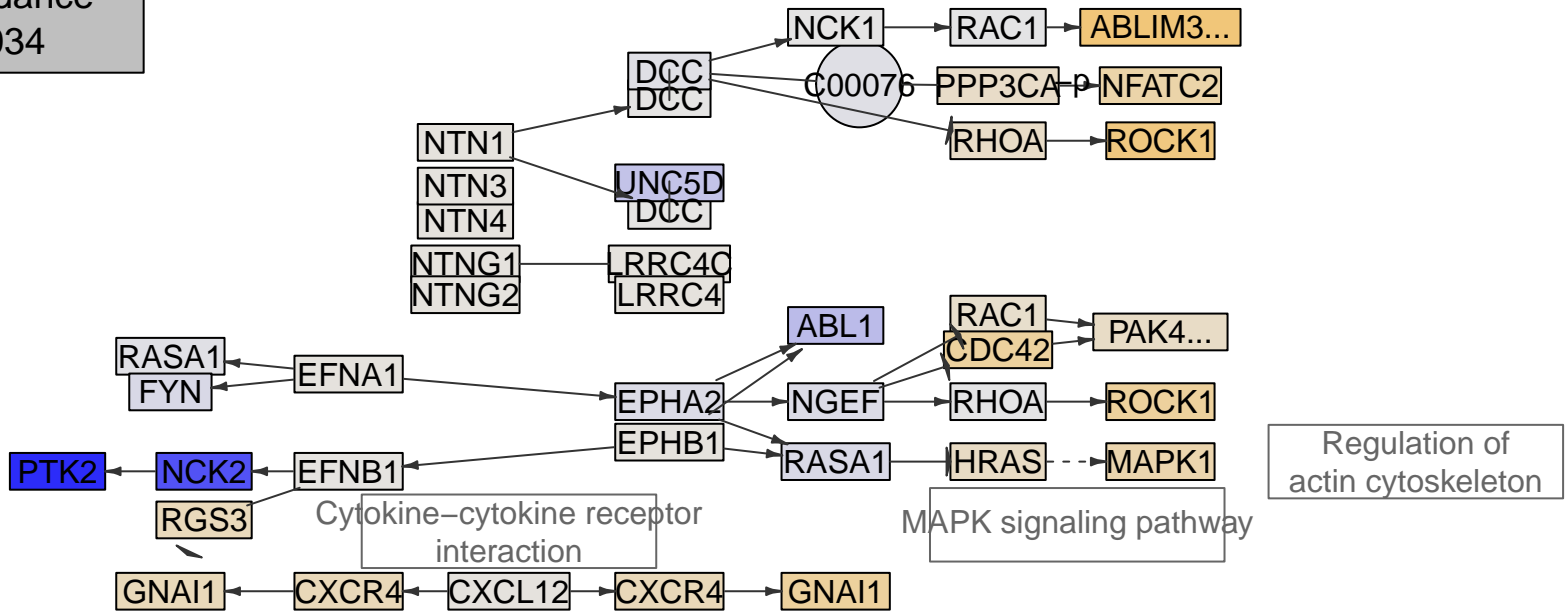 034
NCK1
RAC1
ABLIM3...
DCC
DCC
C00076
PPP3CA
+p
NFATC2
RHOA
ROCK1
NTN1
NTN3
NTN4
UNC5D
DCC
NTNG1
NTNG2
LRRC4C
LRRC4
ABL1
RAC1
CDC42
PAK4...
RASA1
FYN
EFNA1
EPHA2
NGEF
RHOA
ROCK1
EPHB1
RASA1
HRAS
MAPK1
PTK2
NCK2
EFNB1
RGS3
Cytokine−cytokine receptor
interaction
MAPK signaling pathway
Regulation of
actin cytoskeleton
GNAI1
CXCR4
CXCL12
CXCR4
GNAI1